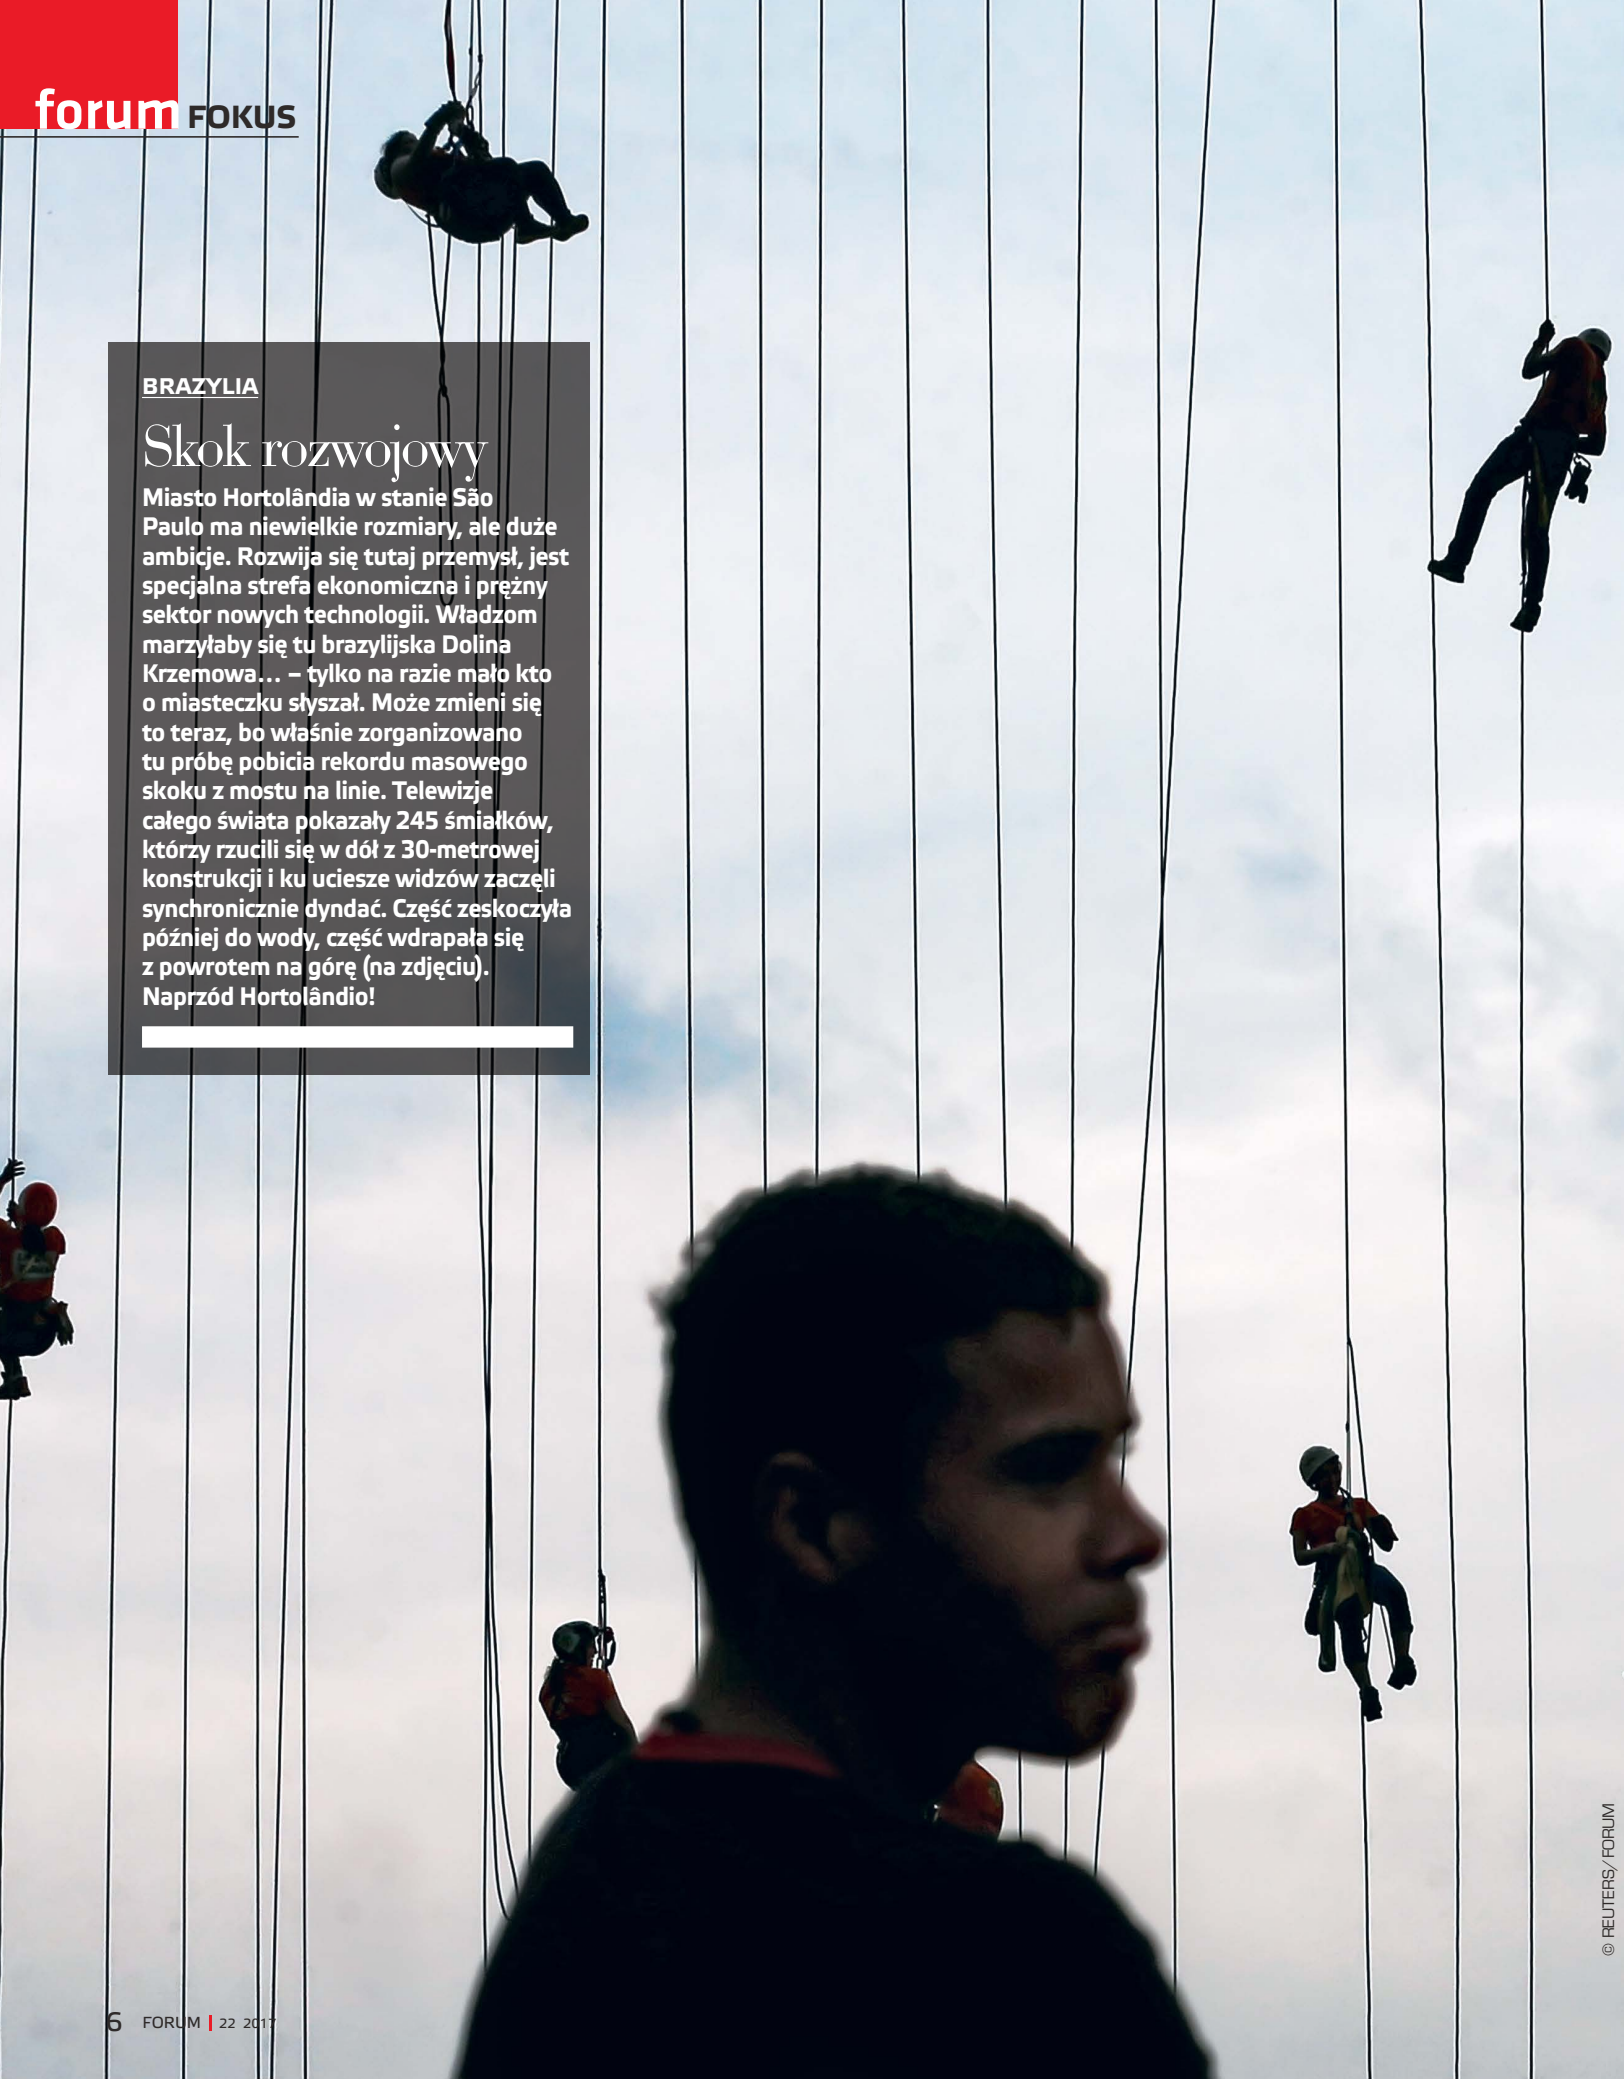 forum FOKUS
BRAZYLIA
Skok rozwojowy
Miasto Hortolândia w stanie São
Paulo ma niewielkie rozmiary, ale duże
ambicje. Rozwija się tutaj przemysł, jest
specjalna strefa ekonomiczna i prężny
sektor nowych technologii. Władzom
marzyłaby się tu brazylijska Dolina
Krzemowa... – tylko na razie mało kto
o miasteczku słyszał. Może zmieni się
to teraz, bo właśnie zorganizowano
tu próbę pobicia rekordu masowego
skoku z mostu na linie. Telewizje
całego świata pokazały 245 śmiałków,
którzy rzucili się w dół z 30-metrowej
konstrukcji i ku uciesze widzów zaczęli
synchronicznie dyndać. Część zeskoczyła
później do wody, część wdrapała się
z powrotem na górę (na zdjęciu).
Naprzód Hortolândio!
© REUTERS/ FORUM
6 FORUM | 22 2017